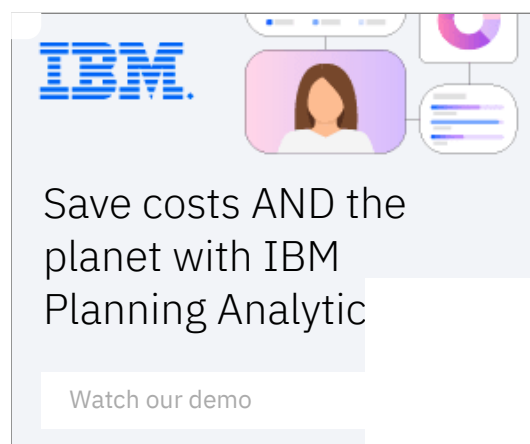 IBM.
Save costs AND the
planet with IBM
Planning Analytic
Watch our demo